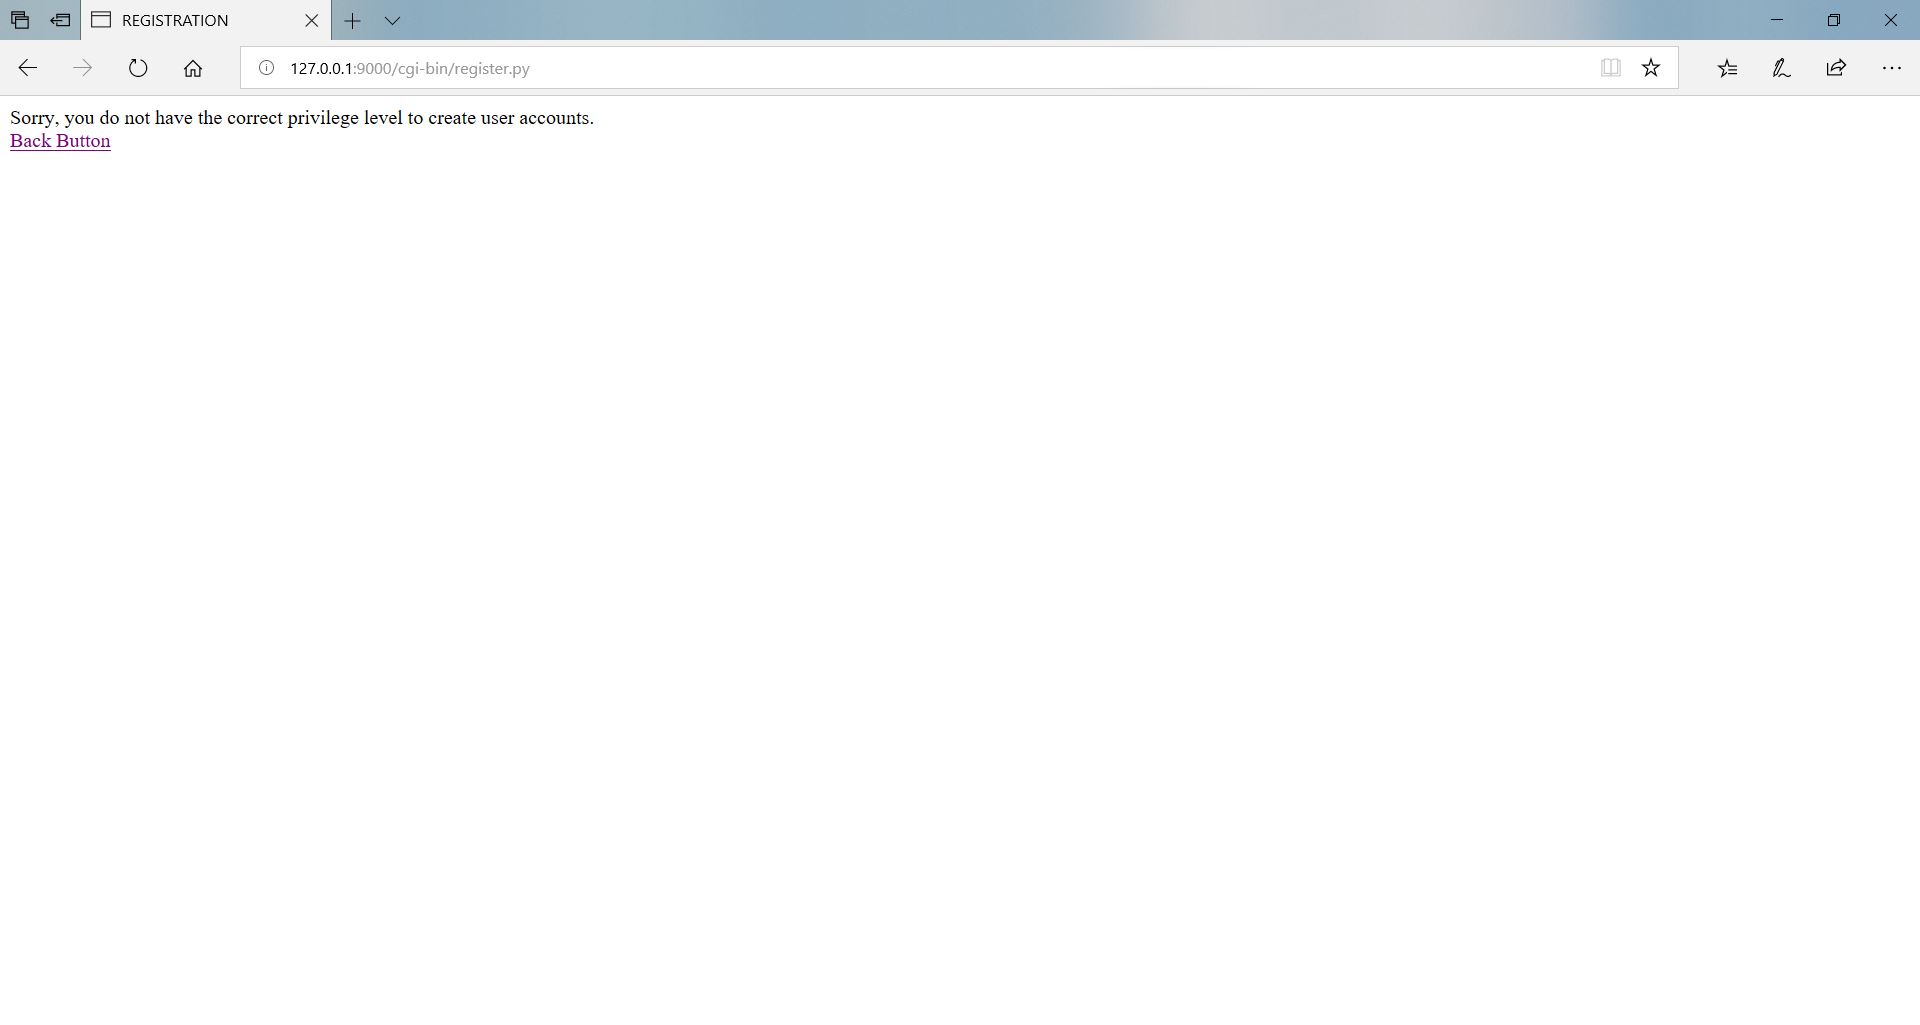 REGISTRATION
127.0.0.1:9000/cgi-bin/register.py
Sorry, you do not have the correct privilege level to create user accounts.
Back Button